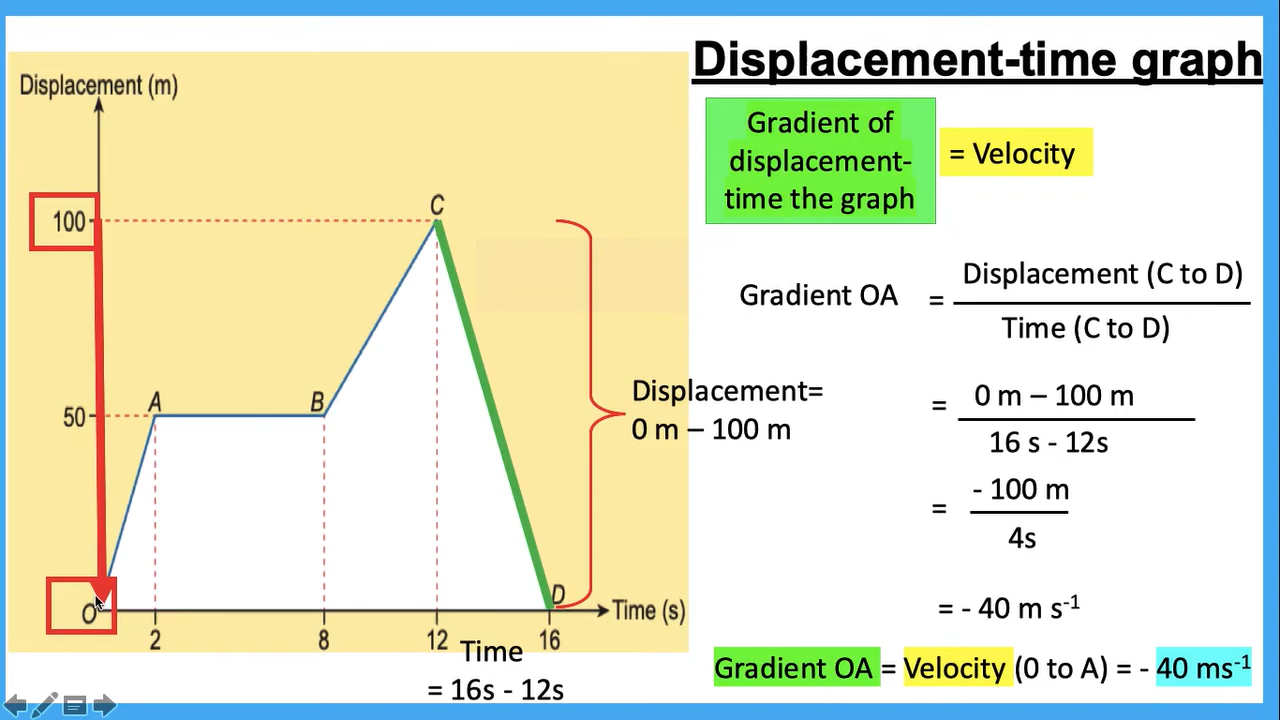 Displacement-time graph
Displacement (m)
100
50
O
A
B
C
D
2
8
12
16
Time (s)
Time
= 16s - 12s
Displacement=
0 m – 100 m
Gradient of
displacement-
time the graph
= Velocity
Gradient OA = Displacement (C to D)
Time (C to D)
= 0 m – 100 m
16 s - 12s
= - 100 m
4s
= - 40 m s-1
Gradient OA = Velocity (0 to A) = - 40 ms-1